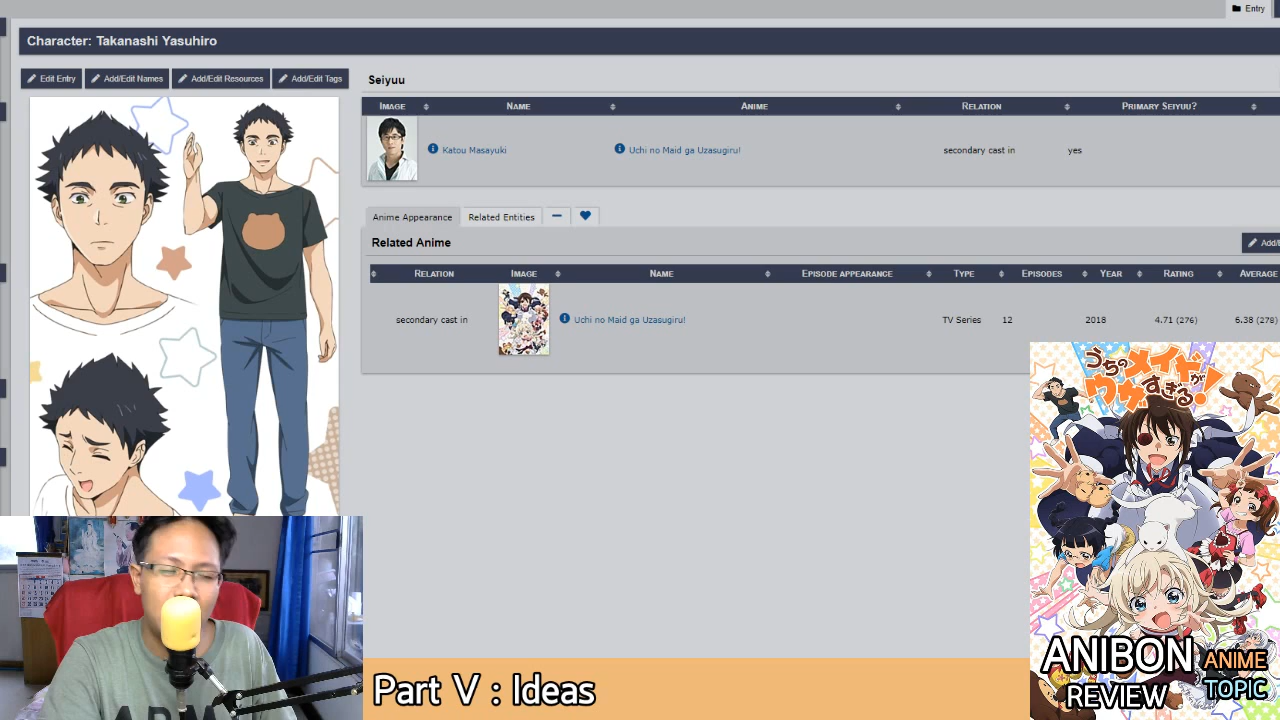 Entry
Character: Takanashi Yasuhiro
Edit Entry
Add/Edit Names
Add/Edit Resources
Add/Edit Tags
Seiyuu
IMAGE NAME ANIME RELATION PRIMARY SEIYUU?
Katou Masayuki Uchi no Maid ga Uzasugiru! secondary cast in yes
Anime Appearance Related Entities
Related Anime
Add/E
RELATION IMAGE NAME EPISODE APPEARANCE TYPE EPISODES YEAR RATING AVERAGE
secondary cast in Uchi no Maid ga Uzasugiru! TV Series 12 2018 4.71 (276) 6.38 (278)
うちの
メイドが
ウザすぎる!
ANIBON
REVIEW
ANIME
TOPIC
Part V : Ideas